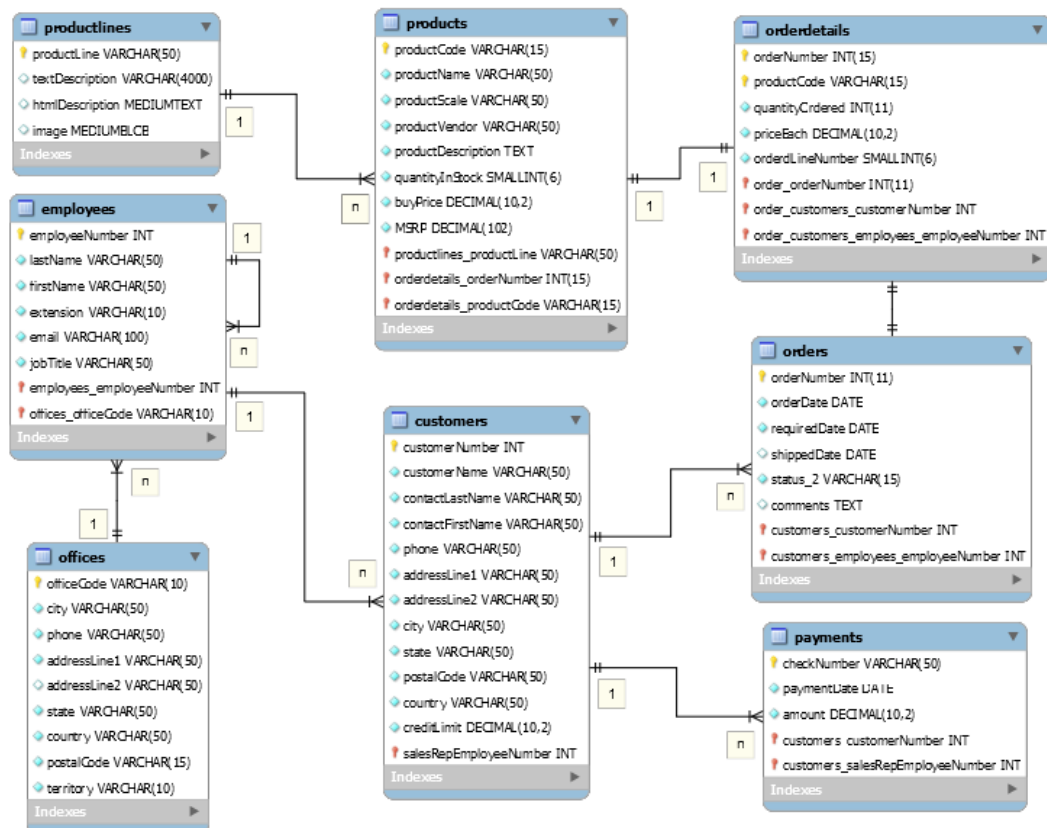 productlines
productLine VARCHAR(50)
textDescription VARCHAR(4000)
htmlDescription MEDIUMTEXT
image MEDIUMBLCB
Indexes
1
п
products
productCode VARCHAR(15)
productName VARCHAR(50)
productScale VARCHAR(50)
productVendor VARCHAR(50)
productDescription TEXT
quantityInStock SMALLINT(6)
buyPrice DECIMAL(10,2)
MSRP DECIMAL(102)
productlines_productLine VARCHAR(50)
orderdetails_orderNumber INT(15)
orderdetails_productCode VARCHAR(15)
Indexes
1
1
orderdetails
orderNumber INT(15)
productCode VARCHAR(15)
quantityCrdered INT(11)
priceEach DECIMAL(10,2)
orderdLineNumber SMALLINT(6)
order_orderNumber INT(11)
order_customers_customerNumber INT
order_customers_employees_employeeNumber INT
Indexes
employees
employeeNumber INT
lastName VARCHAR(50)
firstName VARCHAR(50)
extension VARCHAR(10)
email VARCHAR(100)
jobTitle VARCHAR(50)
employees_employeeNumber INT
offices_officeCode VARCHAR(10)
Indexes
1
п
1
п
п
1
offices
officeCode VARCHAR(10)
city VARCHAR(50)
phone VARCHAR(50)
addressLine1 VARCHAR(50)
addressLine2 VARCHAR(50)
state VARCHAR(50)
country VARCHAR(50)
postalCode VARCHAR(15)
territory VARCHAR(10)
Indexes
customers
customerNumber INT
customerName VARCHAR(50)
contactLastName VARCHAR(50)
contactFirstName VARCHAR(50)
phone VARCHAR(50)
addressLine1 VARCHAR(50)
addressLine2 VARCHAR(50)
city VARCHAR(50)
state VARCHAR(50)
postalCode VARCHAR(50)
country VARCHAR(50)
creditLimit DECIMAL(10,2)
salesRepEmployeeNumber INT
Indexes
1
п
1
п
orders
orderNumber INT(11)
orderDate DATE
requiredDate DATE
shippedDate DATE
status_2 VARCHAR(15)
comments TEXT
customers_customerNumber INT
customers_employees_employeeNumber INT
Indexes
payments
checkNumber VARCHAR(50)
paymentDate DATE
amount DECIMAL(10,2)
customers customerNumber INT
customers_salesRepEmployeeNumber INT
Indexes